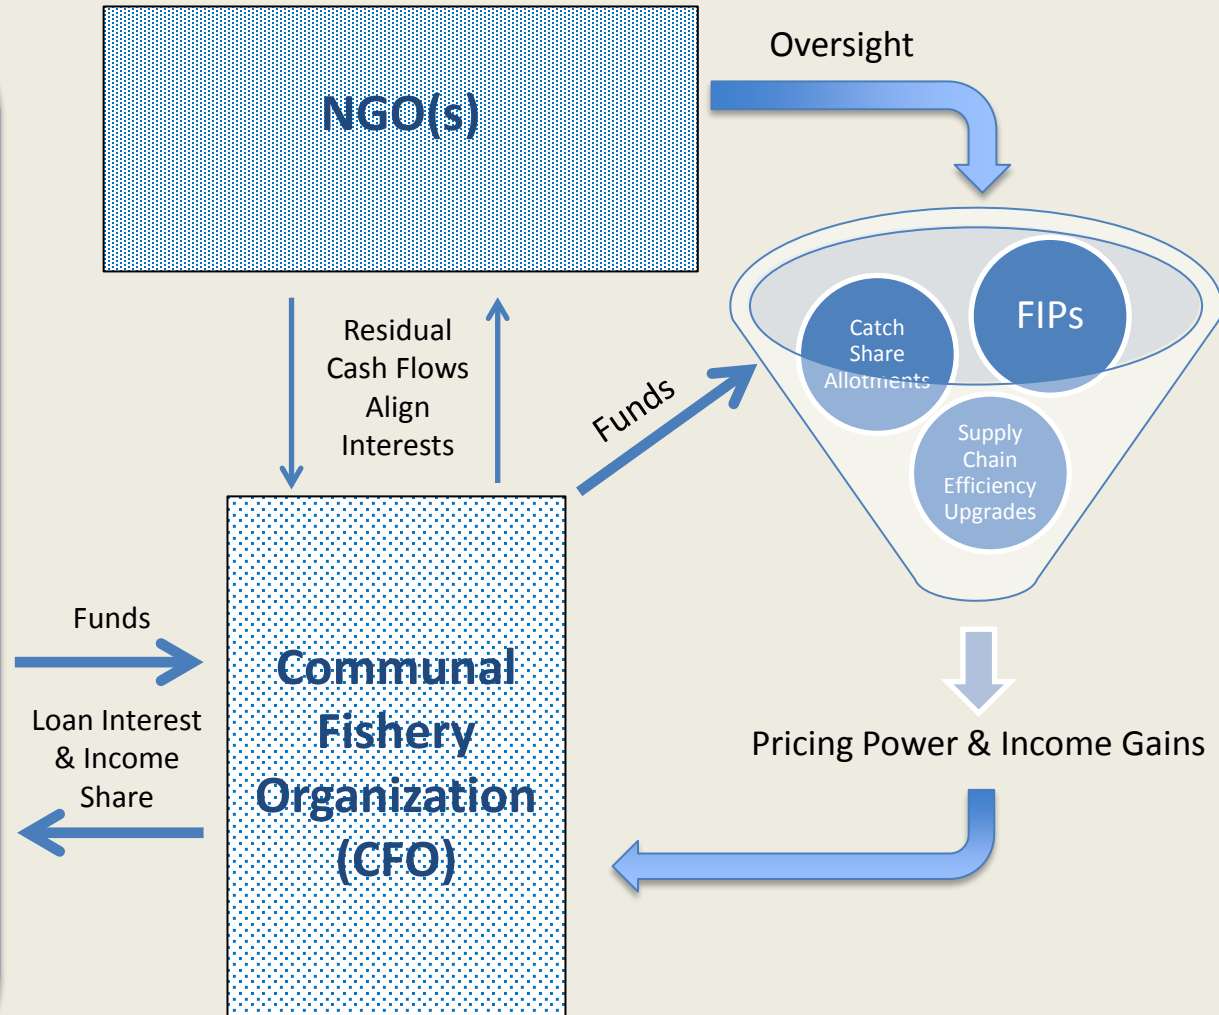 Oversight
NGO(s)
Residual
Cash Flows
Align
Interests
Funds
FIPs
Catch
Share
Allotments
Supply
Chain
Efficiency
Upgrades
Funds
Loan Interest
& Income
Share
Communal
Fishery
Organization
(CFO)
Pricing Power & Income Gains